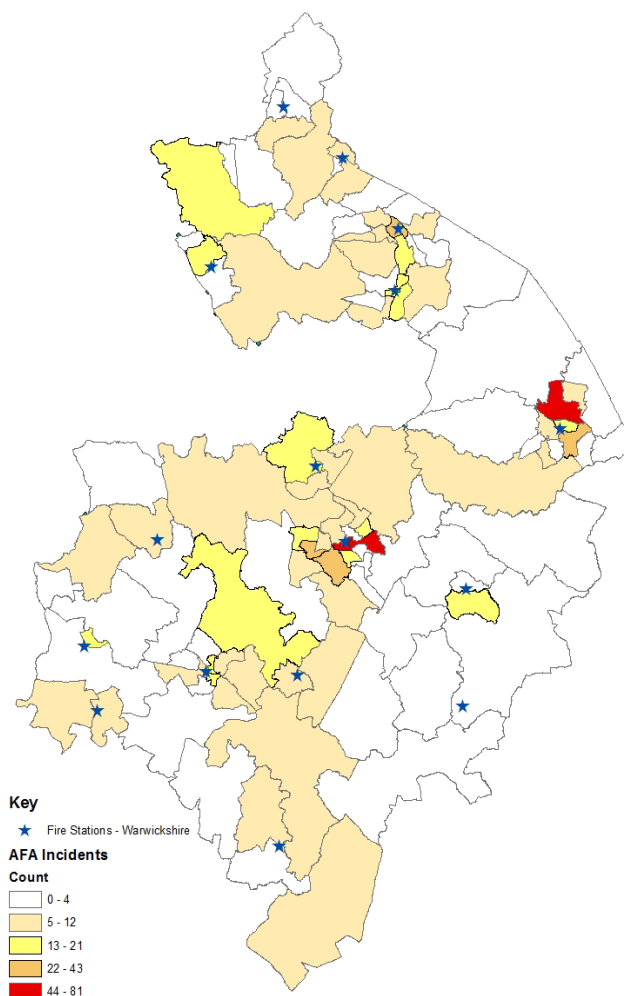 Key
Fire Stations - Warwickshire
AFA Incidents
Count
0 - 4
5 - 12
13 - 21
22 - 43
44 - 81